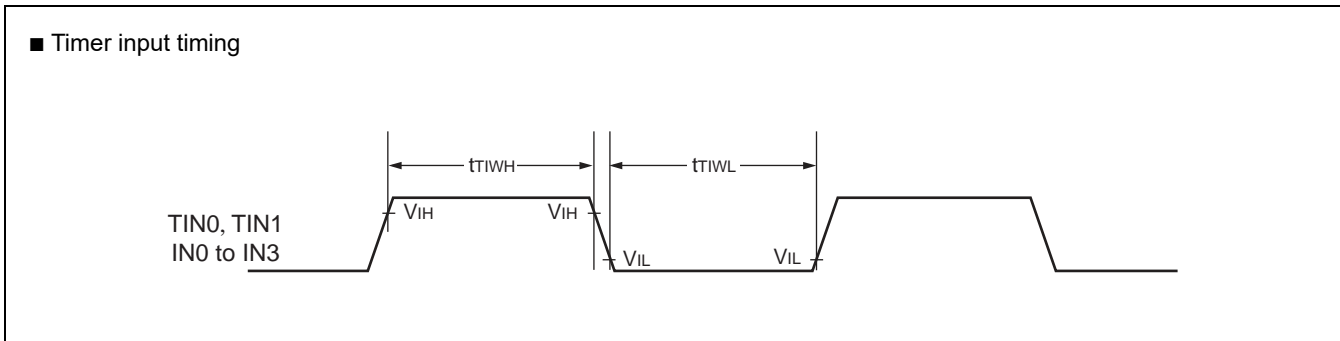 ■ Timer input timing
tTIWH
tTIWL
TIN0, TIN1
IN0 to IN3
VIH
VIH
VIL
VIL